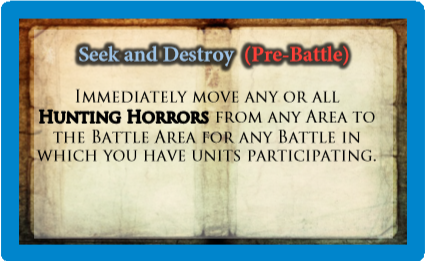 Seek and Destroy (Pre-Battle)
Immediately move any or all
Hunting Horrors from any Area to
the Battle Area for any Battle in
which you have units participating.